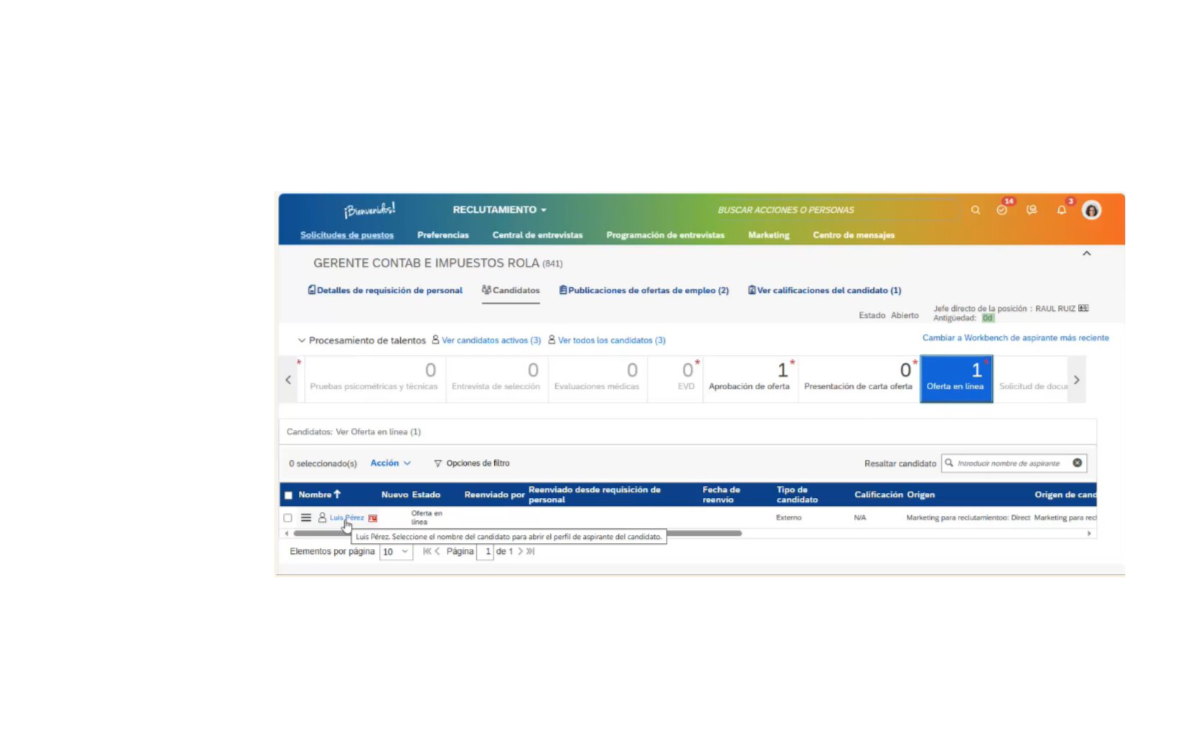 ¡Bienvenidos! RECLUTAMIENTO BUSCAR ACCIONES O PERSONAS 14 3
Solicitudes de puestos Preferencias Central de entrevistas Programación de entrevistas Marketing Centro de mensajes
GERENTE CONTAB E IMPUESTOS ROLA (841)
Detalles de requisición de personal Candidatos Publicaciones de ofertas de empleo (2) Ver calificaciones del candidato (1)
Estado Abierto Jefe directo de la posición : RAUL RUIZ
Antigüedad: 0d
Procesamiento de talentos Ver candidatos activos (3) Ver todos los candidatos (3) Cambiar a Workbench de aspirante más reciente
0 0 0 0* 1* 0* 1*
Pruebas psicométricas y técnicas Entrevista de selección Evaluaciones médicas EVD Aprobación de oferta Presentación de carta oferta Oferta en línea Solicitud de docu
Candidatos: Ver Oferta en línea (1)
0 seleccionado(s) Acción Opciones de filtro Resaltar candidato Introducir nombre de aspirante
Nombre Nuevo Estado Reenviado por Reenviado desde requisición de personal Fecha de reenvío Tipo de candidato Calificación Origen Origen de cand
Luis Pérez Oferta en línea Externo N/A Marketing para reclutamientoo: Direct Marketing para recl
Luis Pérez. Seleccione el nombre del candidato para abrir el perfil de aspirante del candidato.
Elementos por página 10 Página 1 de 1